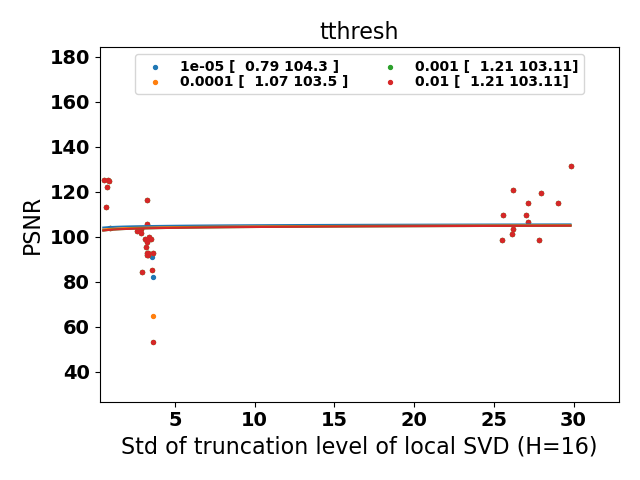 tthresh
1e-05 [  0.79 104.3 ]
0.0001 [  1.07 103.5 ]
0.001 [  1.21 103.11]
0.01 [  1.21 103.11]
180
160
140
120
100
80
60
40
PSNR
5 10 15 20 25 30
Std of truncation level of local SVD (H=16)